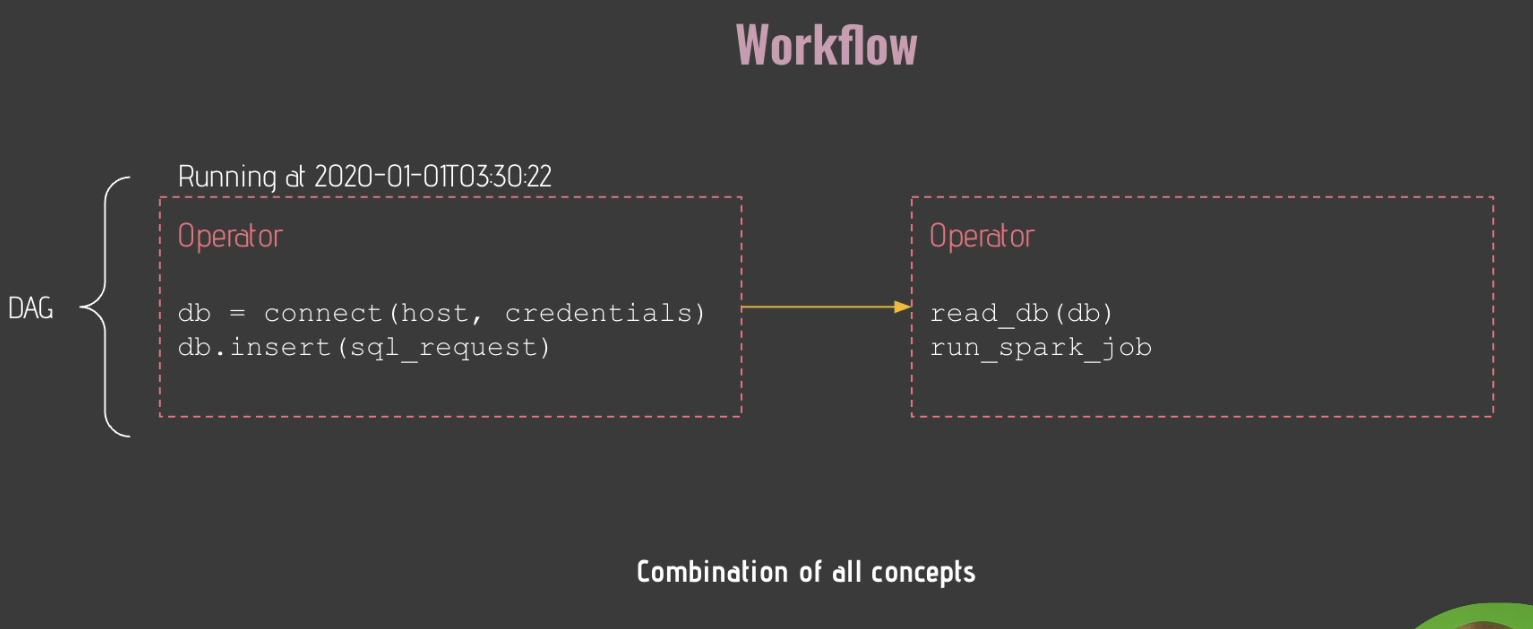 Workflow
Running at 2020-01-01T03:30:22
DAG
Operator
db = connect(host, credentials)
db.insert(sql_request)
Operator
read_db(db)
run_spark_job
Combination of all concepts